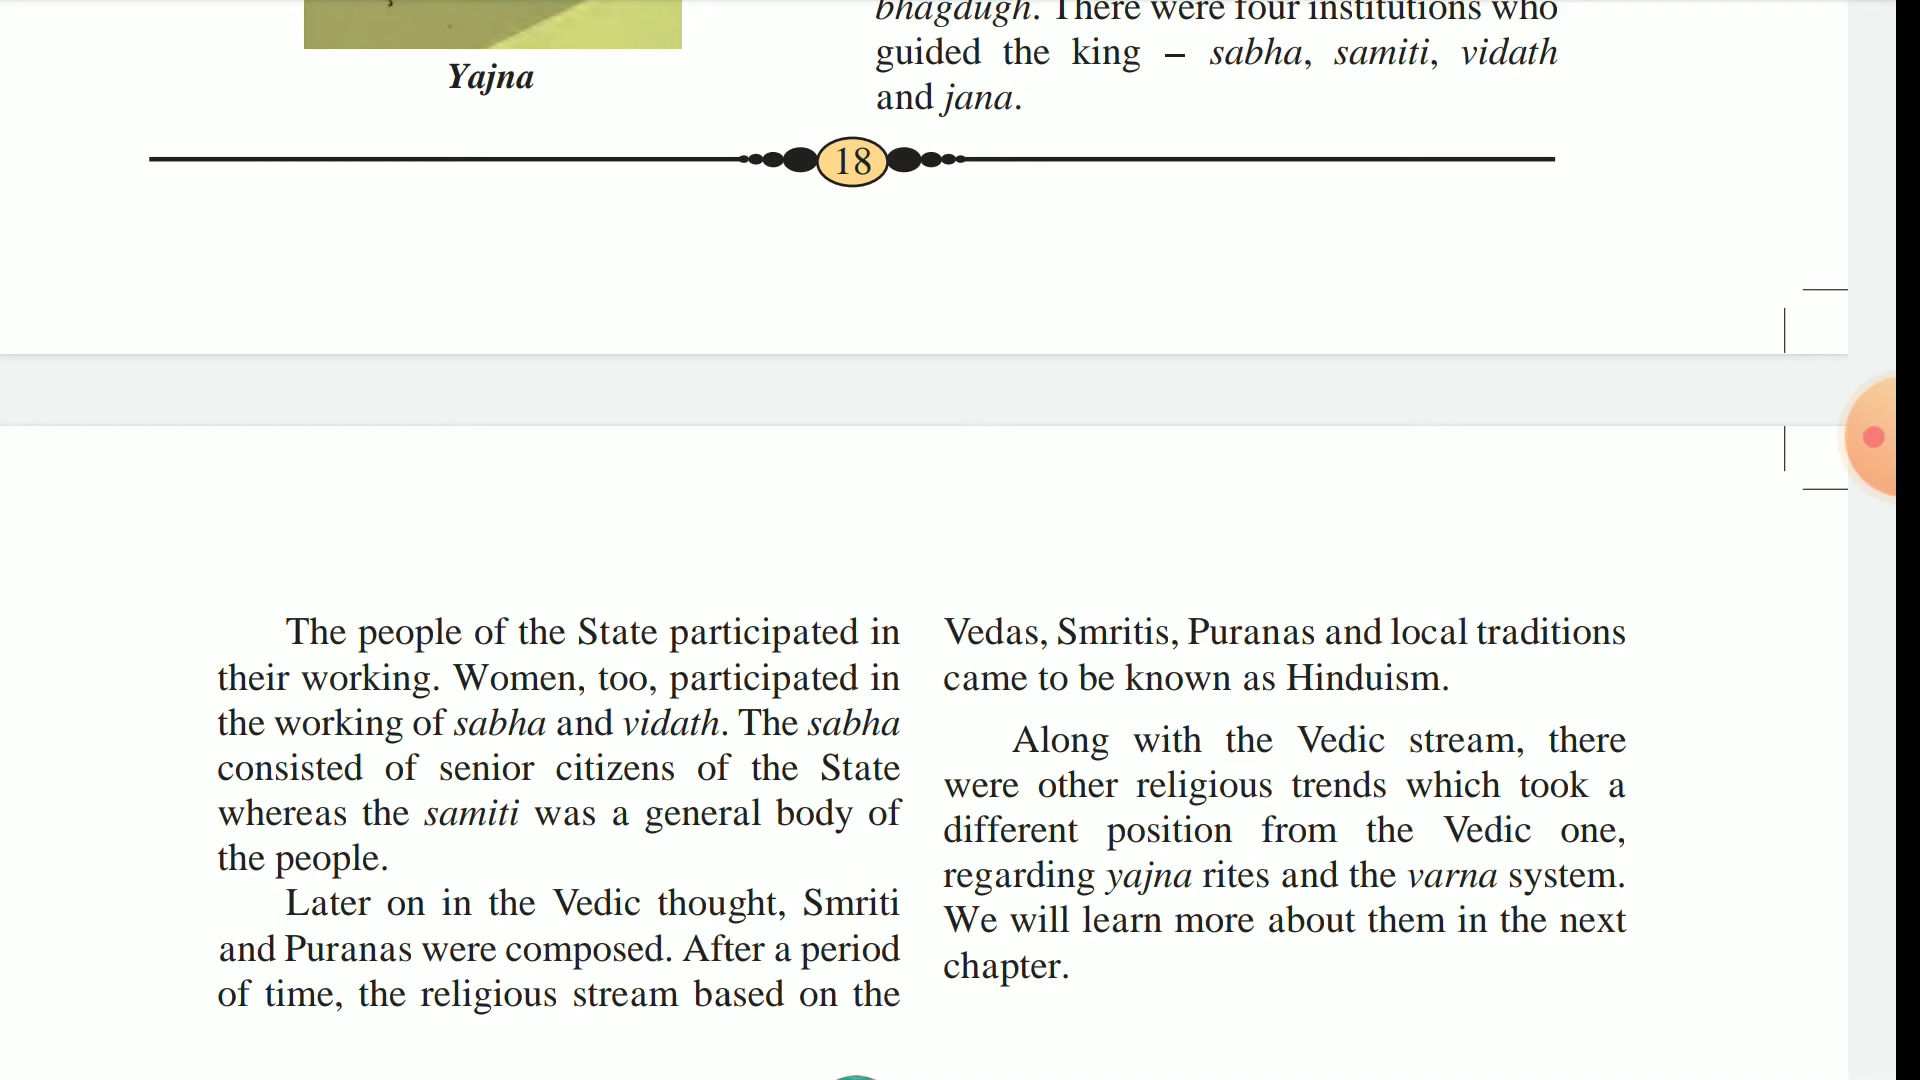 Yajna
bhagdugh. There were four institutions who
guided the king – sabha, samiti, vidath
and jana.
18
The people of the State participated in
their working. Women, too, participated in
the working of sabha and vidath. The sabha
consisted of senior citizens of the State
whereas the samiti was a general body of
the people.
Later on in the Vedic thought, Smriti
and Puranas were composed. After a period
of time, the religious stream based on the
Vedas, Smritis, Puranas and local traditions
came to be known as Hinduism.
Along with the Vedic stream, there
were other religious trends which took a
different position from the Vedic one,
regarding yajna rites and the varna system.
We will learn more about them in the next
chapter.